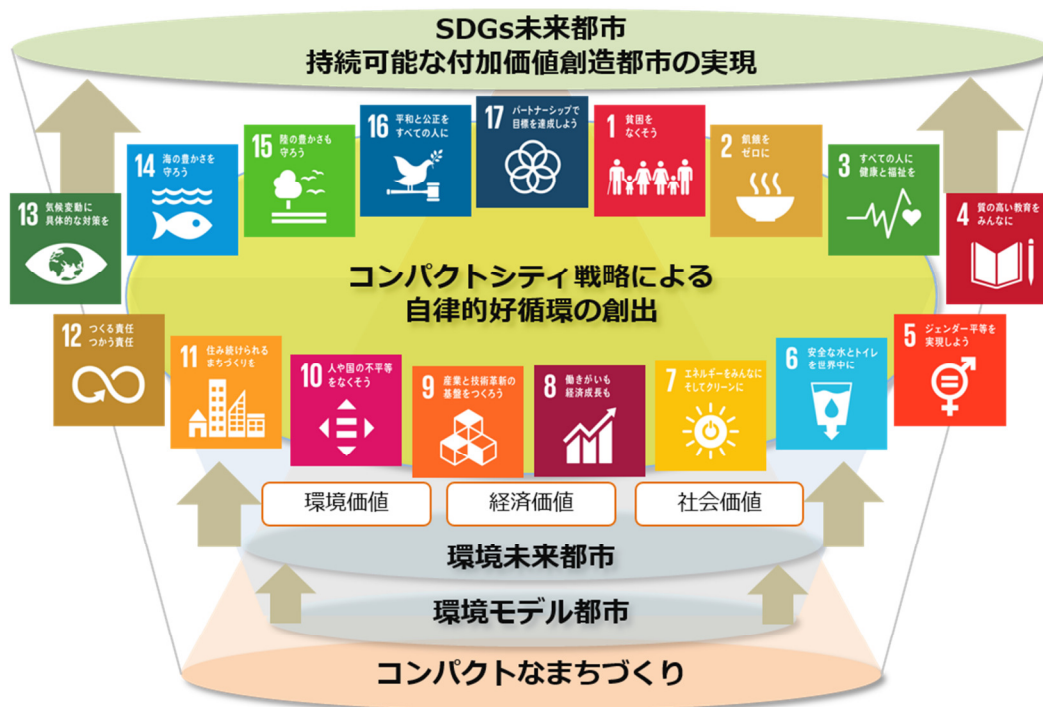 SDGs未来都市
持続可能な付加価値創造都市の実現
17 パートナーシップで
目標を達成しよう
1 貧困を
なくそう
2 飢餓を
ゼロに
3 すべての人に
健康と福祉を
4 質の高い教育を
みんなに
5 ジェンダー平等を
実現しよう
6 安全な水とトイレ
を世界中に
7 エネルギーをみんなに
そしてクリーンに
8 働きがいも
経済成長も
9 産業と技術革新の
基盤をつくろう
10 人や国の不平等
をなくそう
11 住み続けられる
まちづくりを
12 つくる責任
つかう責任
13 気候変動に
具体的な対策を
14 海の豊かさを
守ろう
15 陸の豊かさも
守ろう
16 平和と公正を
すべての人に
コンパクトシティ戦略による
自律的好循環の創出
環境価値
経済価値
社会価値
環境未来都市
環境モデル都市
コンパクトなまちづくり